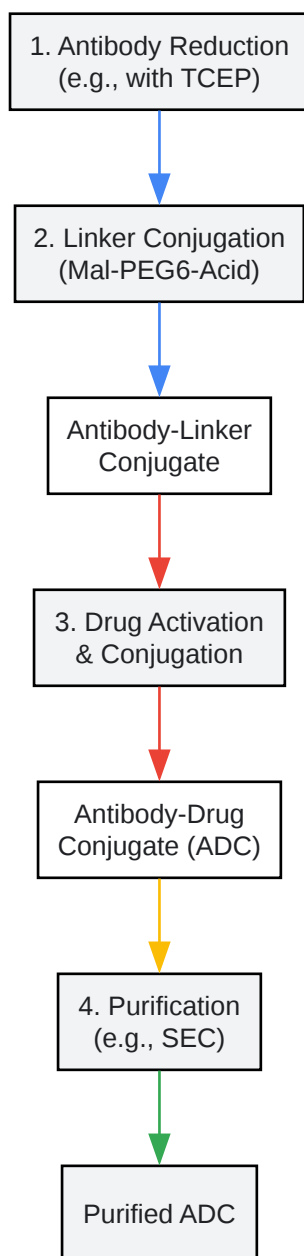 1. Antibody Reduction
(e.g., with TCEP)
2. Linker Conjugation
(Mal-PEG6-Acid)
Antibody-Linker
Conjugate
3. Drug Activation
& Conjugation
Antibody-Drug
Conjugate (ADC)
4. Purification
(e.g., SEC)
Purified ADC